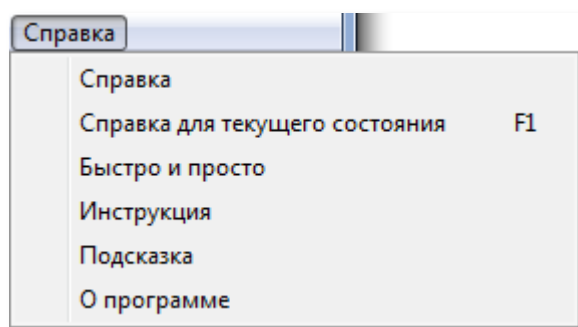 Справка
Справка
Справка для текущего состояния F1
Быстро и просто
Инструкция
Подсказка
О программе